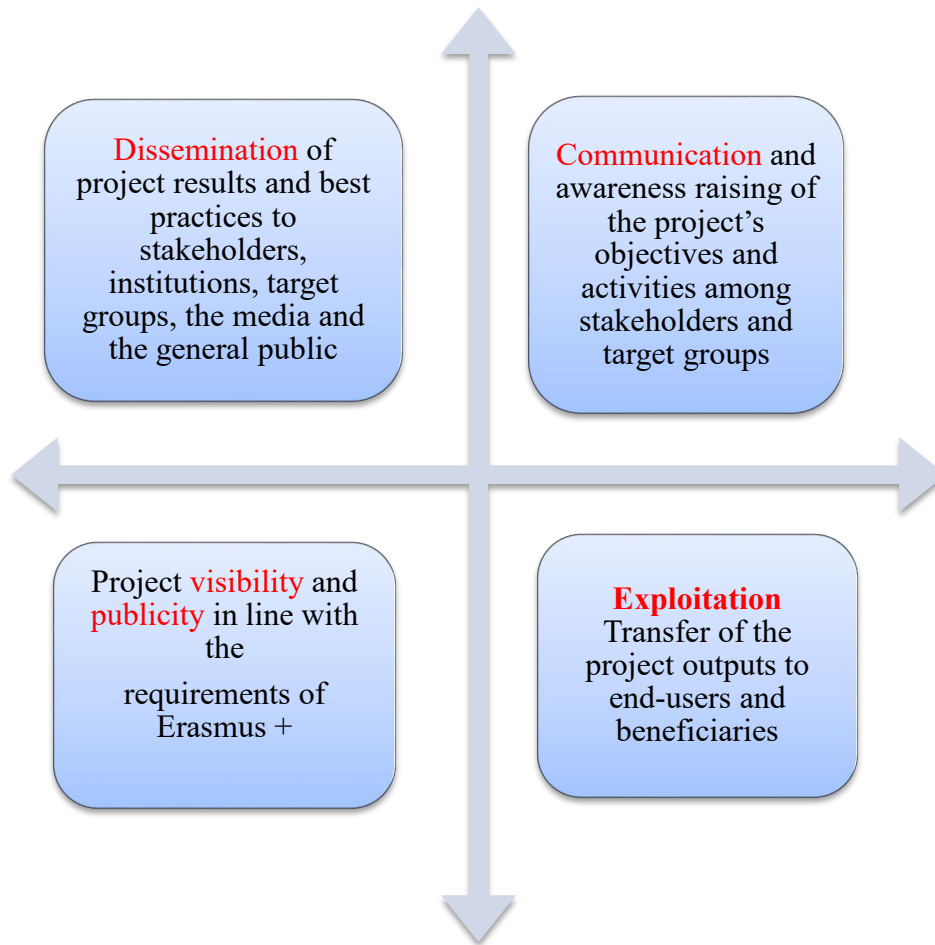 Dissemination of
project results and best
practices to
stakeholders,
institutions, target
groups, the media and
the general public
Communication and
awareness raising of
the project’s
objectives and
activities among
stakeholders and
target groups
Project visibility and
publicity in line with
the
requirements of
Erasmus +
Exploitation
Transfer of the
project outputs to
end-users and
beneficiaries